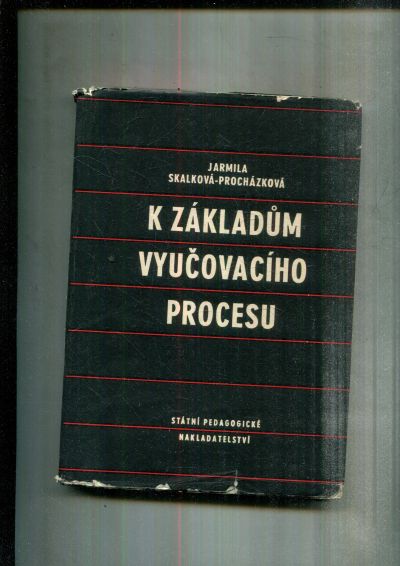 JARMILA
SKALKOVÁ-PROCHÁZKOVÁ
K ZÁKLADŮM
VYUČOVACÍHO
PROCESU
STÁTNÍ PEDAGOGICKÉ
NAKLADATELSTVÍ